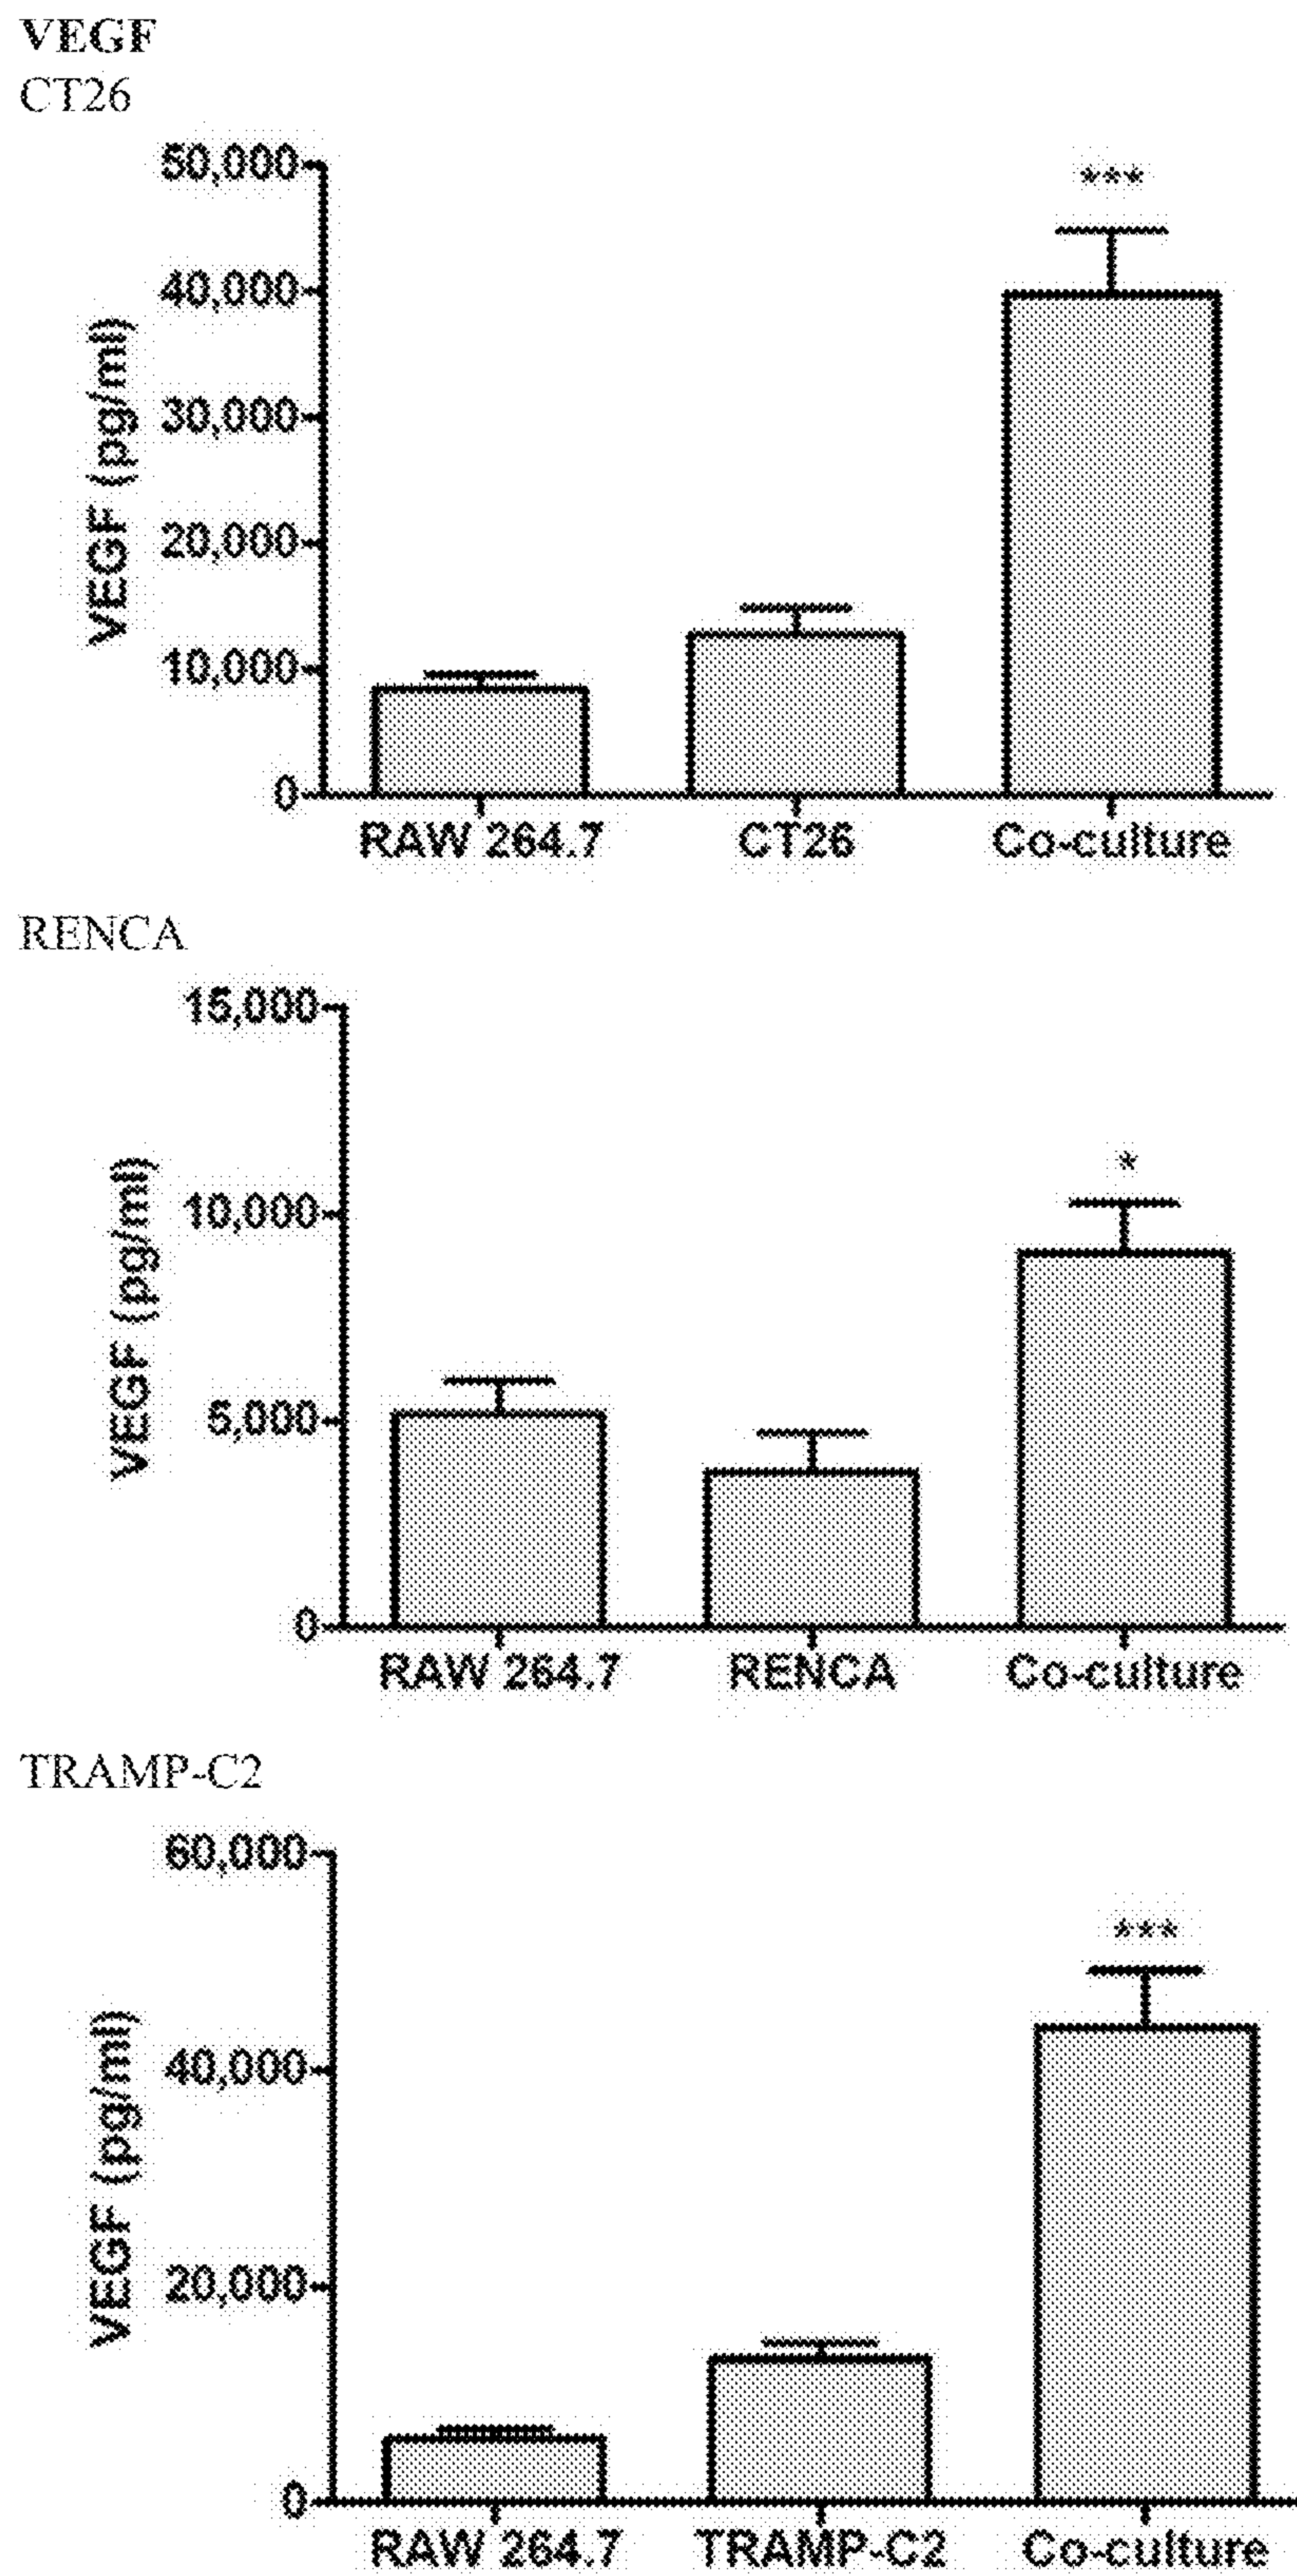 VEGF
CT26
50,000
***
40,000
30,000
20,000
10,000
0
VEGF (pg/ml)
RAW 264.7 CT26 Co-culture
RENCA
15,000
*
10,000
5,000
0
VEGF (pg/ml)
RAW 264.7 RENCA Co-culture
TRAMP-C2
60,000
***
40,000
20,000
0
VEGF (pg/ml)
RAW 264.7 TRAMP-C2 Co-culture